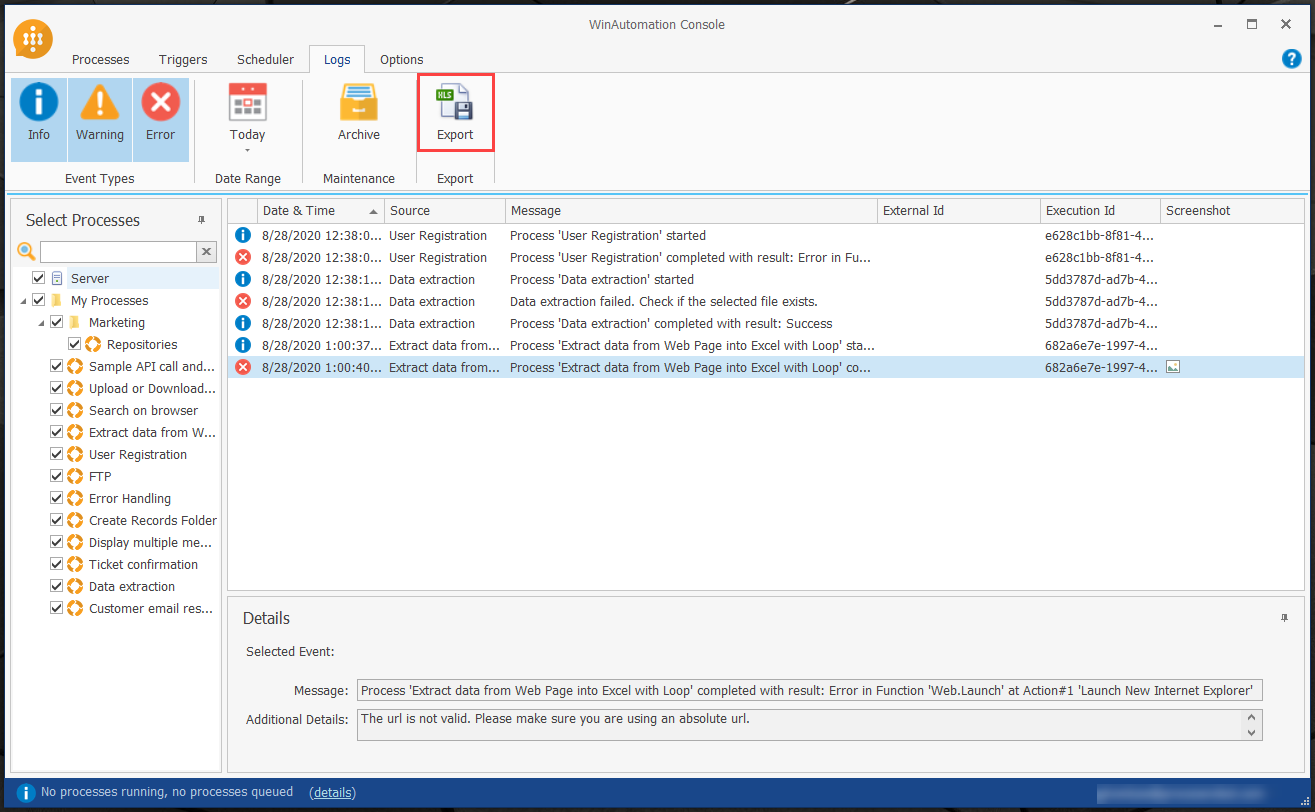 WinAutomation Console
Processes Triggers Scheduler Logs Options
?
XLS
Info Warning Error Today Archive Export
Event Types Date Range Maintenance Export
Select Processes
Date & Time Source Message External Id Execution Id Screenshot
8/28/2020 12:38:0... User Registration Process 'User Registration' started e628c1bb-8f81-4...
8/28/2020 12:38:0... User Registration Process 'User Registration' completed with result: Error in Fu... e628c1bb-8f81-4...
8/28/2020 12:38:1... Data extraction Process 'Data extraction' started 5dd3787d-ad7b-4...
8/28/2020 12:38:1... Data extraction Data extraction failed. Check if the selected file exists. 5dd3787d-ad7b-4...
8/28/2020 12:38:1... Data extraction Process 'Data extraction' completed with result: Success 5dd3787d-ad7b-4...
8/28/2020 1:00:37... Extract data from... Process 'Extract data from Web Page into Excel with Loop' sta... 682a6e7e-1997-4...
8/28/2020 1:00:40... Extract data from... Process 'Extract data from Web Page into Excel with Loop' co... 682a6e7e-1997-4...
Server
My Processes
Marketing
Repositories
Sample API call and...
Upload or Download...
Search on browser
Extract data from W...
User Registration
FTP
Error Handling
Create Records Folder
Display multiple me...
Ticket confirmation
Data extraction
Customer email res...
Details
Selected Event:
Message: Process 'Extract data from Web Page into Excel with Loop' completed with result: Error in Function 'Web.Launch' at Action#1 'Launch New Internet Explorer'
Additional Details: The url is not valid. Please make sure you are using an absolute url.
No processes running, no processes queued (details)